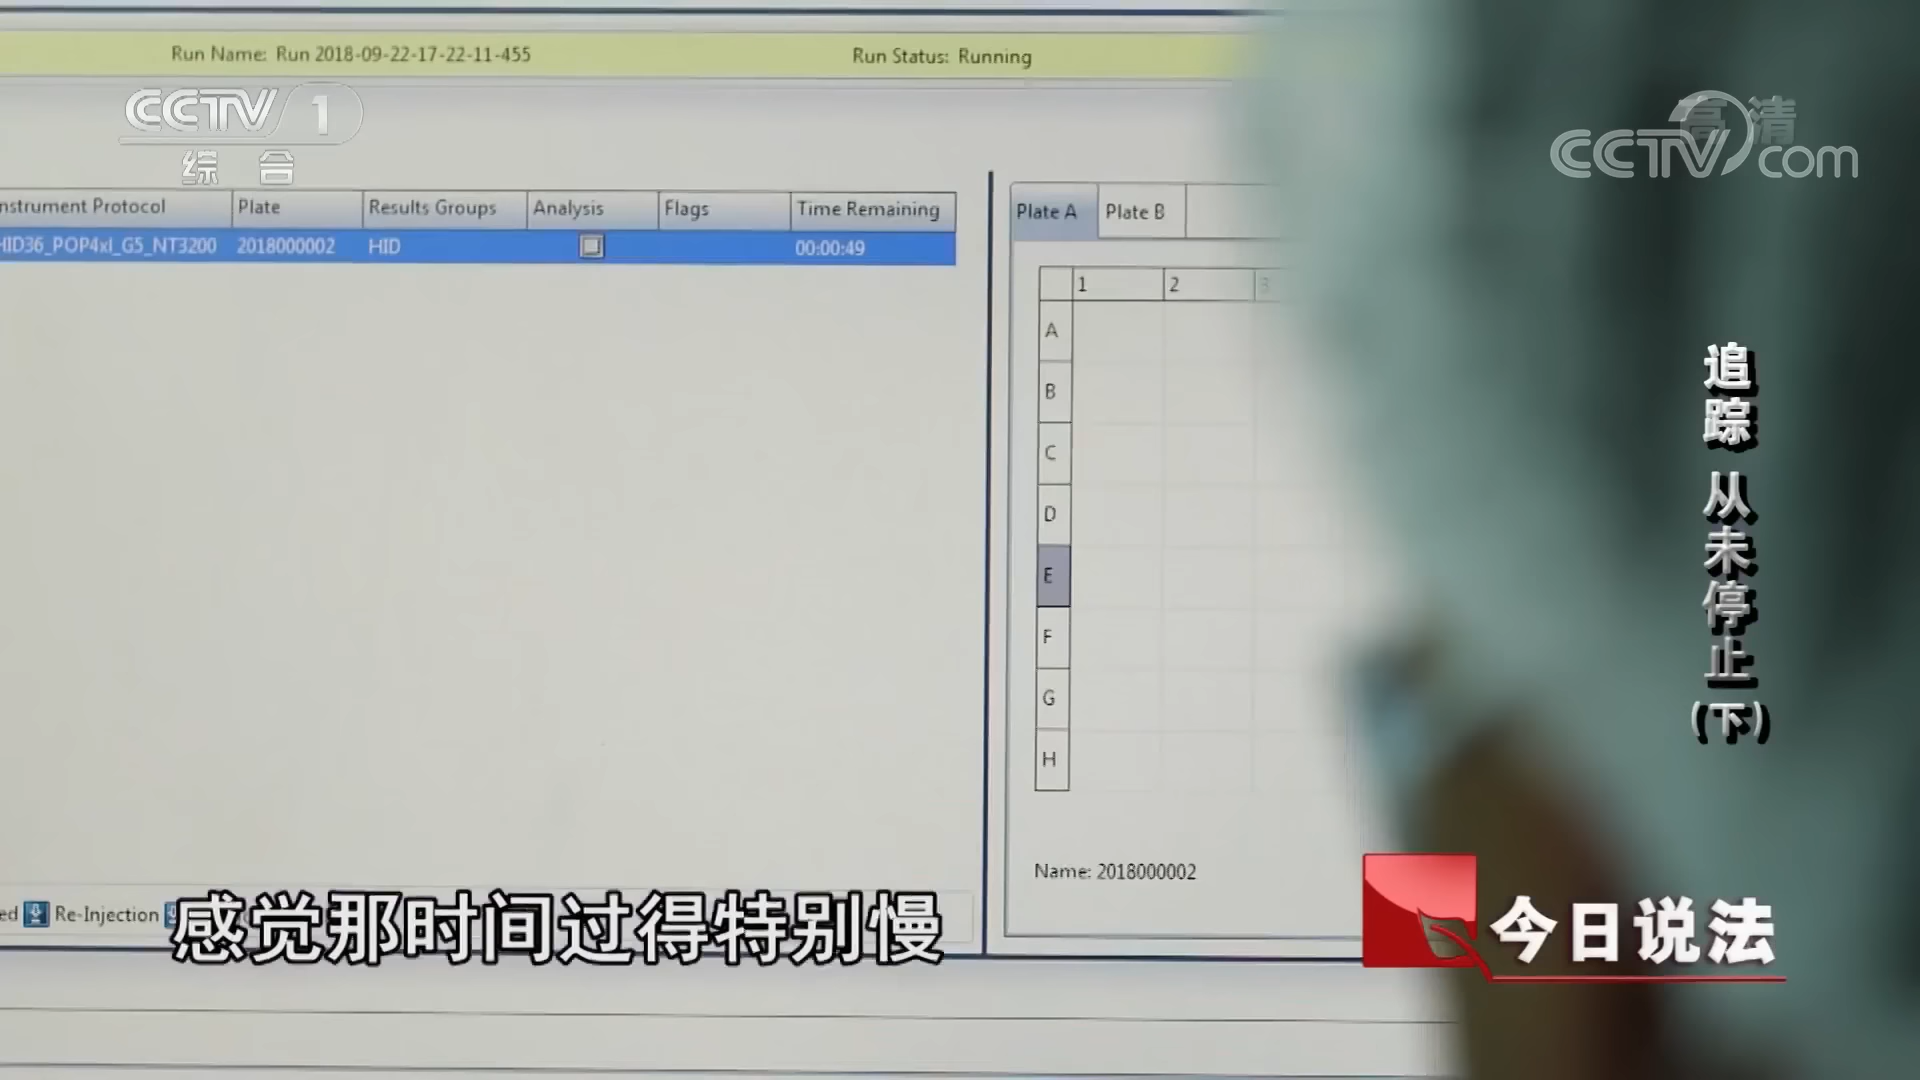 Run Name: Run 2018-09-22-17-22-11-455
Run Status: Running
CCTV 1
综合
高清
CCTV.com
nstrument Protocol Plate Results Groups Analysis Flags Time Remaining
HID36_POP4xl_G5_NT3200 2018000002 HID 00:00:49
Plate A Plate B
1 2 3
A
B
C
D
E
F
G
H
Name: 2018000002
追踪 从未停止(下)
ed Re-Injection
感觉那时间过得特别慢
今日说法